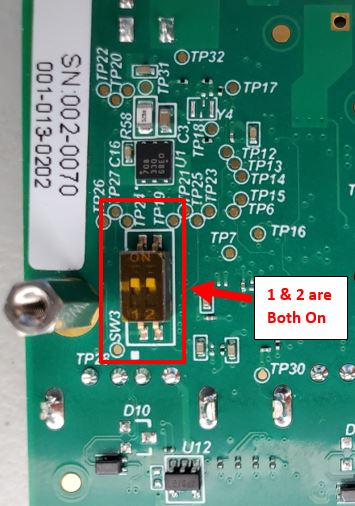 TP32
TP20
TP22
TP31
TP17
SN:002-0070
001-013-0202
R58
C3
Y4
TP18
C16
U1
708
330
TP12
TP13
TP14
TP15
TP6
TP26
TP27
TP24
TP19
TP21
TP25
TP23
TP16
TP7
ON
1 2
1 & 2 are
Both On
SW3
TP28
TP30
D10
U12